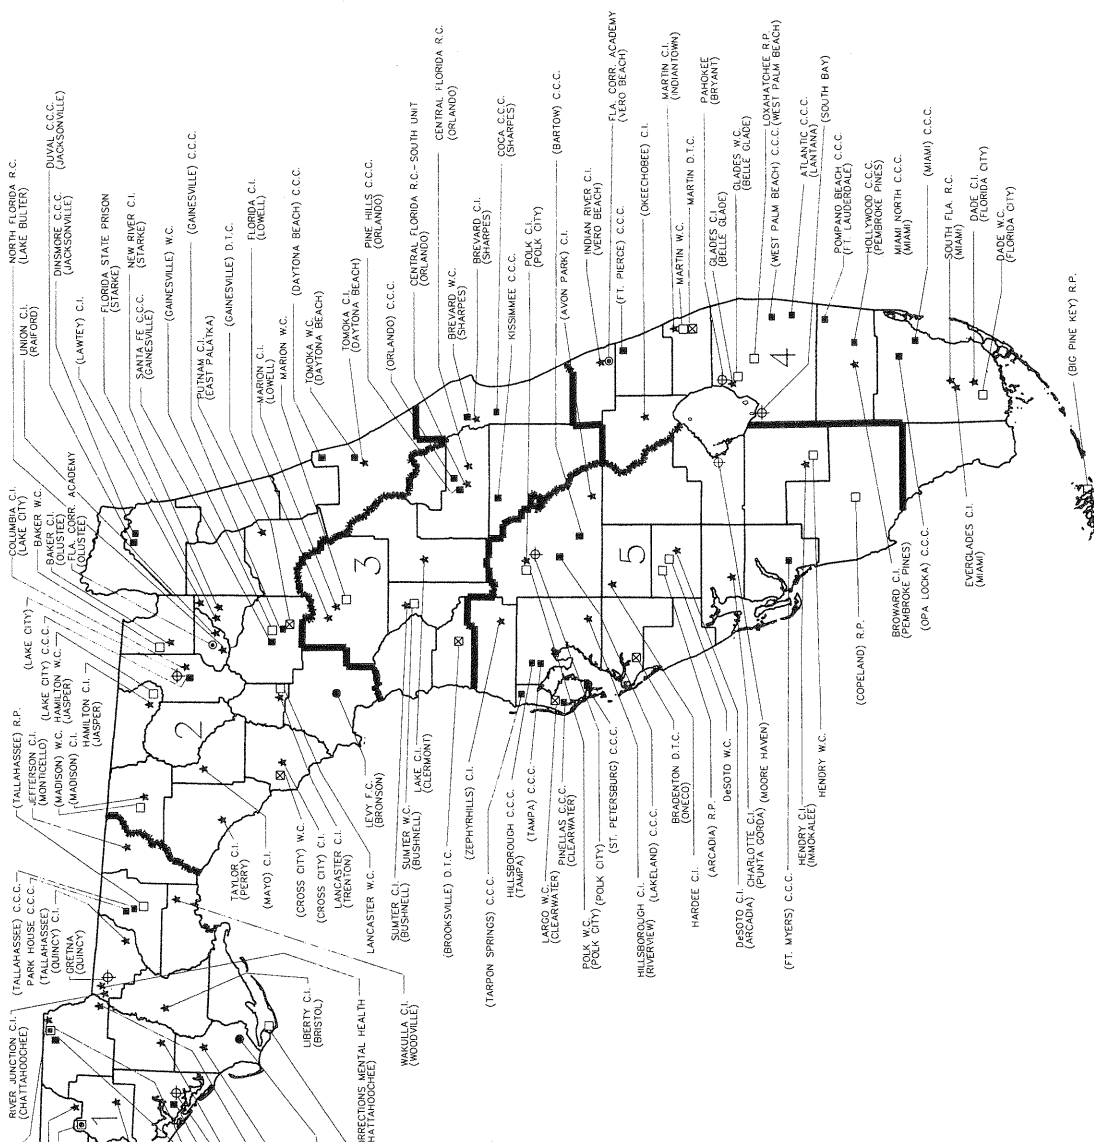 NORTH FLORIDA R.C.
(LAKE BULTER)
UNION C.I.
(RAIFORD)
DUVAL C.C.C.
(JACKSONVILLE)
DINSMORE C.C.C.
(JACKSONVILLE)
(LAWTEY) C.I.
FLORIDA STATE PRISON
(STARKE)
NEW RIVER C.I.
(STARKE)
SANTA FE C.C.C.
(GAINESVILLE)
(GAINESVILLE) W.C.
(GAINESVILLE) C.C.C.
PUTNAM C.I.
(EAST PALATKA)
(GAINESVILLE) D.T.C.
FLORIDA C.I.
(LOWELL)
MARION C.I.
(LOWELL)
MARION W.C.
(DAYTONA BEACH) C.C.C.
TOMOKA W.C.
(DAYTONA BEACH)
TOMOKA C.I.
(DAYTONA BEACH)
PINE HILLS C.C.C.
(ORLANDO)
(ORLANDO) C.C.C.
CENTRAL FLORIDA R.C.-SOUTH UNIT
(ORLANDO)
CENTRAL FLORIDA R.C.
(ORLANDO)
BREVARD W.C.
(SHARPES)
BREVARD C.I.
(SHARPES)
COCA C.C.C.
(SHARPES)
KISSIMMEE C.C.C.
POLK C.I.
(POLK CITY)
(BARTOW) C.C.C.
(AVON PARK) C.I.
INDIAN RIVER C.I.
(VERO BEACH)
FLA. CORR. ACADEMY
(VERO BEACH)
(FT. PIERCE) C.C.C.
(OKEECHOBEE) C.I.
MARTIN C.I.
(INDIANTOWN)
MARTIN W.C.
MARTIN D.T.C.
PAHOKEE
(BRYANT)
GLADES C.I.
(BELLE GLADE)
GLADES W.C.
(BELLE GLADE)
LOXAHATCHEE R.P.
(WEST PALM BEACH)
(WEST PALM BEACH) C.C.C.
ATLANTIC C.C.C.
(LANTANA)
(SOUTH BAY)
POMPANO BEACH C.C.C.
(FT. LAUDERDALE)
HOLLYWOOD C.C.C.
(PEMBROKE PINES)
MIAMI NORTH C.C.C.
(MIAMI)
(MIAMI) C.C.C.
SOUTH FLA. R.C.
(MIAMI)
DADE C.I.
(FLORIDA CITY)
DADE W.C.
(FLORIDA CITY)
(BIG PINE KEY) R.P.
COLUMBIA C.I.
(LAKE CITY)
BAKER W.C.
BAKER C.I.
(OLUSTEE)
FLA. CORR. ACADEMY
(OLUSTEE)
(LAKE CITY)
(LAKE CITY) C.C.C.
HAMILTON W.C.
(JASPER)
HAMILTON C.I.
(JASPER)
(TALLAHASSEE) R.P.
JEFFERSON C.I.
(MONTICELLO)
(MADISON) W.C.
(MADISON) C.I.
(TALLAHASSEE) C.C.C.
PARK HOUSE C.C.C.
(TALLAHASSEE)
(QUINCY) C.I.
GRETNA
(QUINCY)
RIVER JUNCTION C.I.
(CHATTAHOOCHEE)
1
2
3
4
5
TAYLOR C.I.
(PERRY)
(MAYO) C.I.
(CROSS CITY) W.C.
(CROSS CITY) C.I.
LANCASTER C.I.
(TRENTON)
LANCASTER W.C.
LEVY F.C.
(BRONSON)
SUMTER C.I.
(BUSHNELL)
SUMTER W.C.
(BUSHNELL)
LAKE C.I.
(CLERMONT)
(BROOKSVILLE) D.T.C.
(ZEPHYRHILLS) C.I.
(TARPON SPRINGS) C.C.C.
HILLSBOROUGH C.C.C.
(TAMPA)
(TAMPA) C.C.C.
LARGO W.C.
(CLEARWATER)
PINELLAS C.C.C.
(CLEARWATER)
POLK W.C.
(POLK CITY)
(POLK CITY)
(ST. PETERSBURG) C.C.C.
HILLSBOROUGH C.I.
(RIVERVIEW)
(LAKELAND) C.C.C.
BRADENTON D.T.C.
(ONECO)
HARDEE C.I.
(ARCADIA) R.P.
DeSOTO W.C.
DeSOTO C.I.
(ARCADIA)
CHARLOTTE C.I.
(PUNTA GORDA)
(MOORE HAVEN)
(FT. MYERS) C.C.C.
HENDRY C.I.
(IMMOKALEE)
HENDRY W.C.
(COPELAND) R.P.
BROWARD C.I.
(PEMBROKE PINES)
(OPA LOCKA) C.C.C.
EVERGLADES C.I.
(MIAMI)
LIBERTY C.I.
(BRISTOL)
WAKULLA C.I.
(WOODVILLE)
ORRECTIONS MENTAL HEALTH
HATTAHOOCHEE)